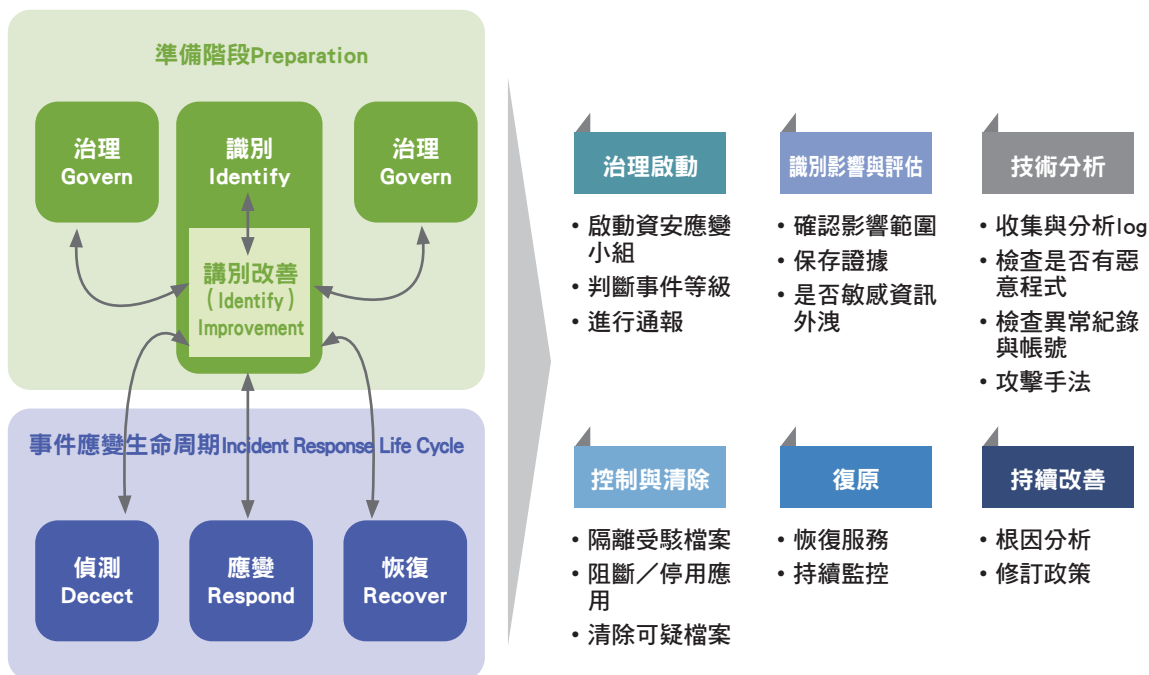 準備階段Preparation
治理
Govern
識別
Identify
治理
Govern
講別改善
(Identify)
Improvement
事件應變生命周期Incident Response Life Cycle
偵測
Decect
應變
Respond
恢復
Recover
治理啟動
• 啟動資安應變
小組
• 判斷事件等級
• 進行通報
識別影響與評估
• 確認影響範圍
• 保存證據
• 是否敏感資訊
外洩
技術分析
• 收集與分析log
• 檢查是否有惡
意程式
• 檢查異常紀錄
與帳號
• 攻擊手法
控制與清除
• 隔離受駭檔案
• 阻斷／停用應
用
• 清除可疑檔案
復原
• 恢復服務
• 持續監控
持續改善
• 根因分析
• 修訂政策